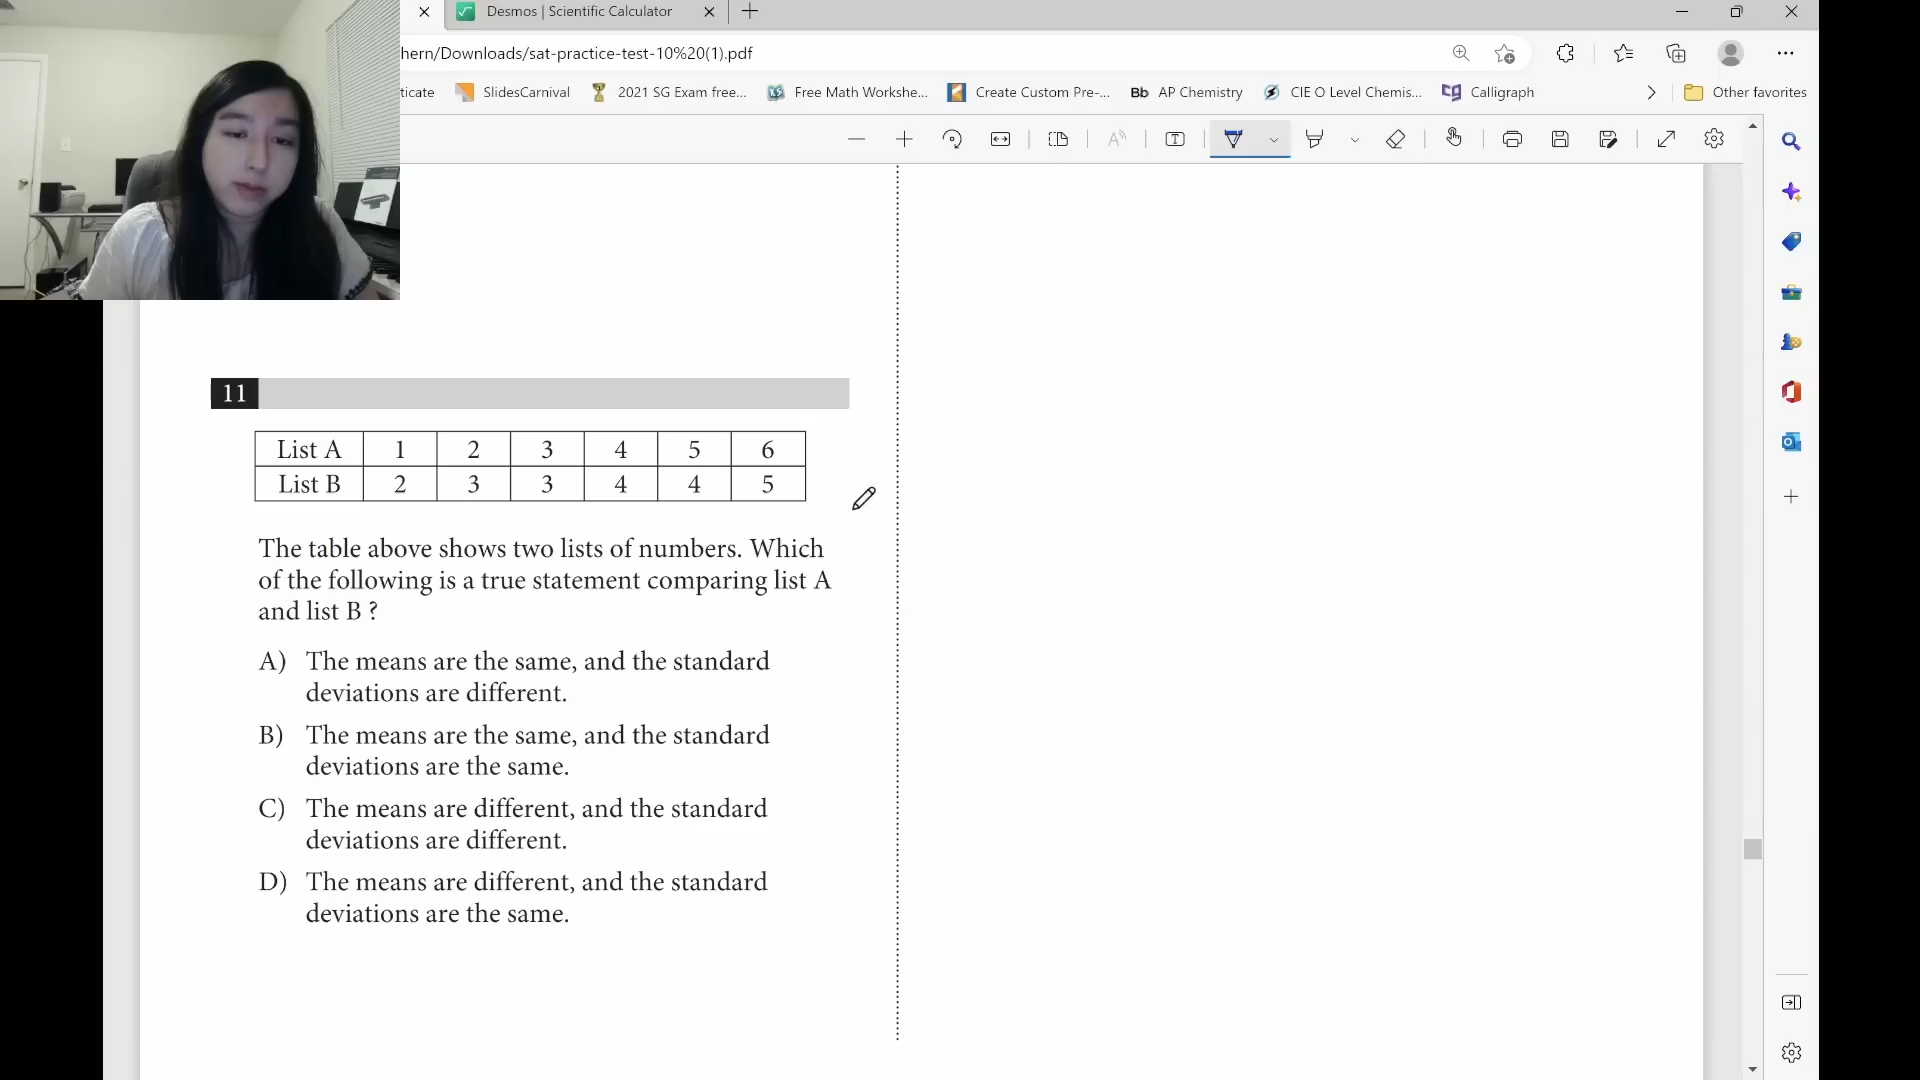 Desmos | Scientific Calculator
hern/Downloads/sat-practice-test-10%20(1).pdf
ticate SlidesCarnival 2021 SG Exam free... Free Math Workshe... Create Custom Pre-... Bb AP Chemistry CIE O Level Chemis... Calligraph Other favorites
11
List A 1 2 3 4 5 6
List B 2 3 3 4 4 5
The table above shows two lists of numbers. Which
of the following is a true statement comparing list A
and list B ?
A) The means are the same, and the standard
deviations are different.
B) The means are the same, and the standard
deviations are the same.
C) The means are different, and the standard
deviations are different.
D) The means are different, and the standard
deviations are the same.